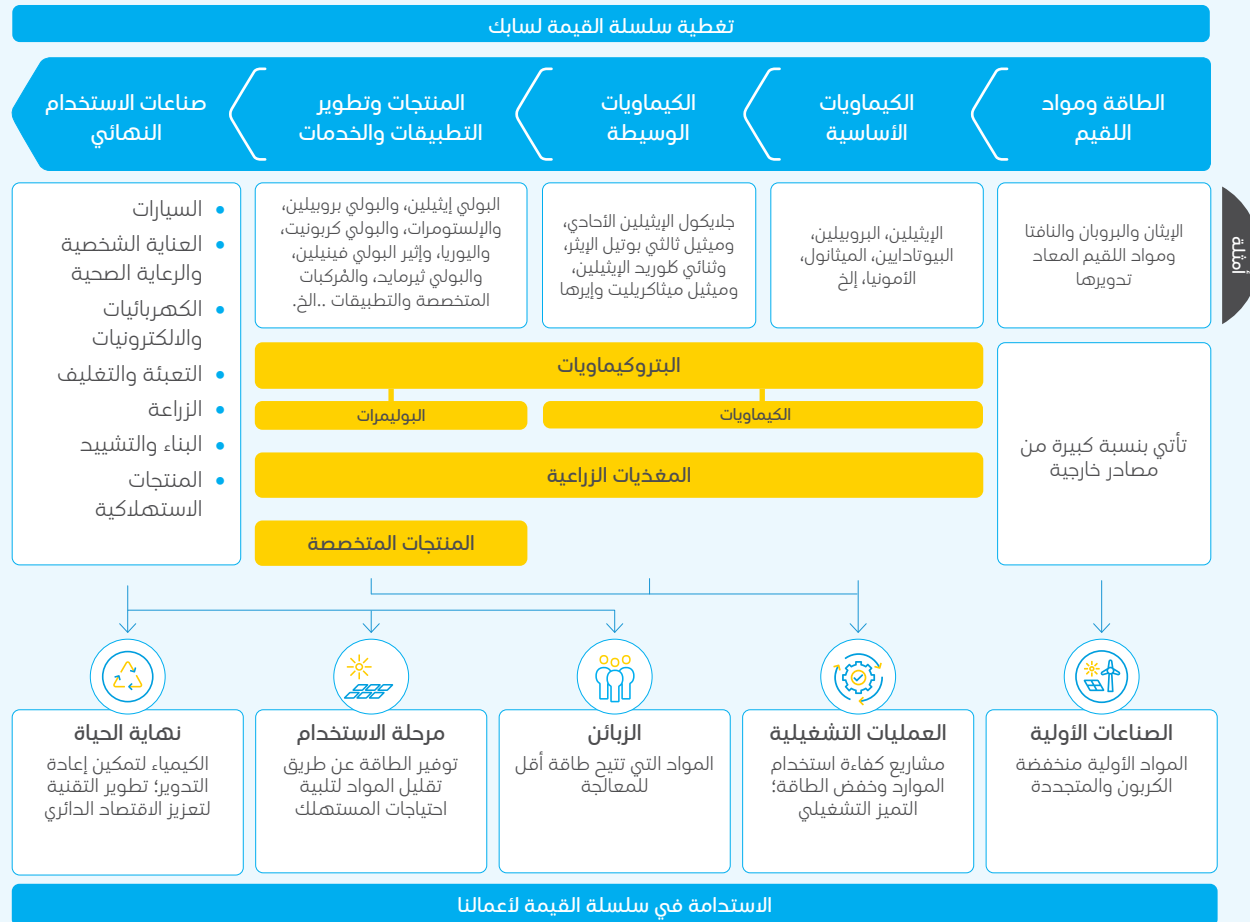 تغطية سلسلة القيمة لسابك
الطاقة ومواد
اللقيم
الكيماويات
الأساسية
الكيماويات
الوسيطة
المنتجات وتطوير
التطبيقات والخدمات
صناعات الاستخدام
النهائي
أمثلة
الإيثان والبروبان والنافتا
ومواد اللقيم المعاد
تدويرها
الإيثيلين، البروبيلين،
البيوتادايين، الميثانول،
الأمونيا، إلخ
جلايكول الإيثيلين الأحادي،
وميثيل ثالثي بوتيل الإيثر،
وثنائي كلوريد الإيثيلين،
وميثيل ميثاكريليت وإيرها
البولي إيثيلين، والبولي بروبيلين،
والإلستومرات، والبولي كربونيت،
واليوريا، وإثير البولي فينيلين،
والبولي ثيرمايد، والمُركبات
المتخصصة والتطبيقات ..الخ.
• السيارات
• العناية الشخصية
والرعاية الصحية
• الكهربائيات
والالكترونيات
• التعبئة والتغليف
• الزراعة
• البناء والتشييد
• المنتجات
الاستهلاكية
تأتي بنسبة كبيرة من
مصادر خارجية
البتروكيماويات
الكيماويات
البوليمرات
المغذيات الزراعية
المنتجات المتخصصة
الصناعات الأولية
المواد الأولية منخفضة
الكربون والمتجددة
العمليات التشغيلية
مشاريع كفاءة استخدام
الموارد وخفض الطاقة؛
التميز التشغيلي
الزبائن
المواد التي تتيح طاقة أقل
للمعالجة
مرحلة الاستخدام
توفير الطاقة عن طريق
تقليل المواد لتلبية
احتياجات المستهلك
نهاية الحياة
الكيمياء لتمكين إعادة
التدوير؛ تطوير التقنية
لتعزيز الاقتصاد الدائري
الاستدامة في سلسلة القيمة لأعمالنا